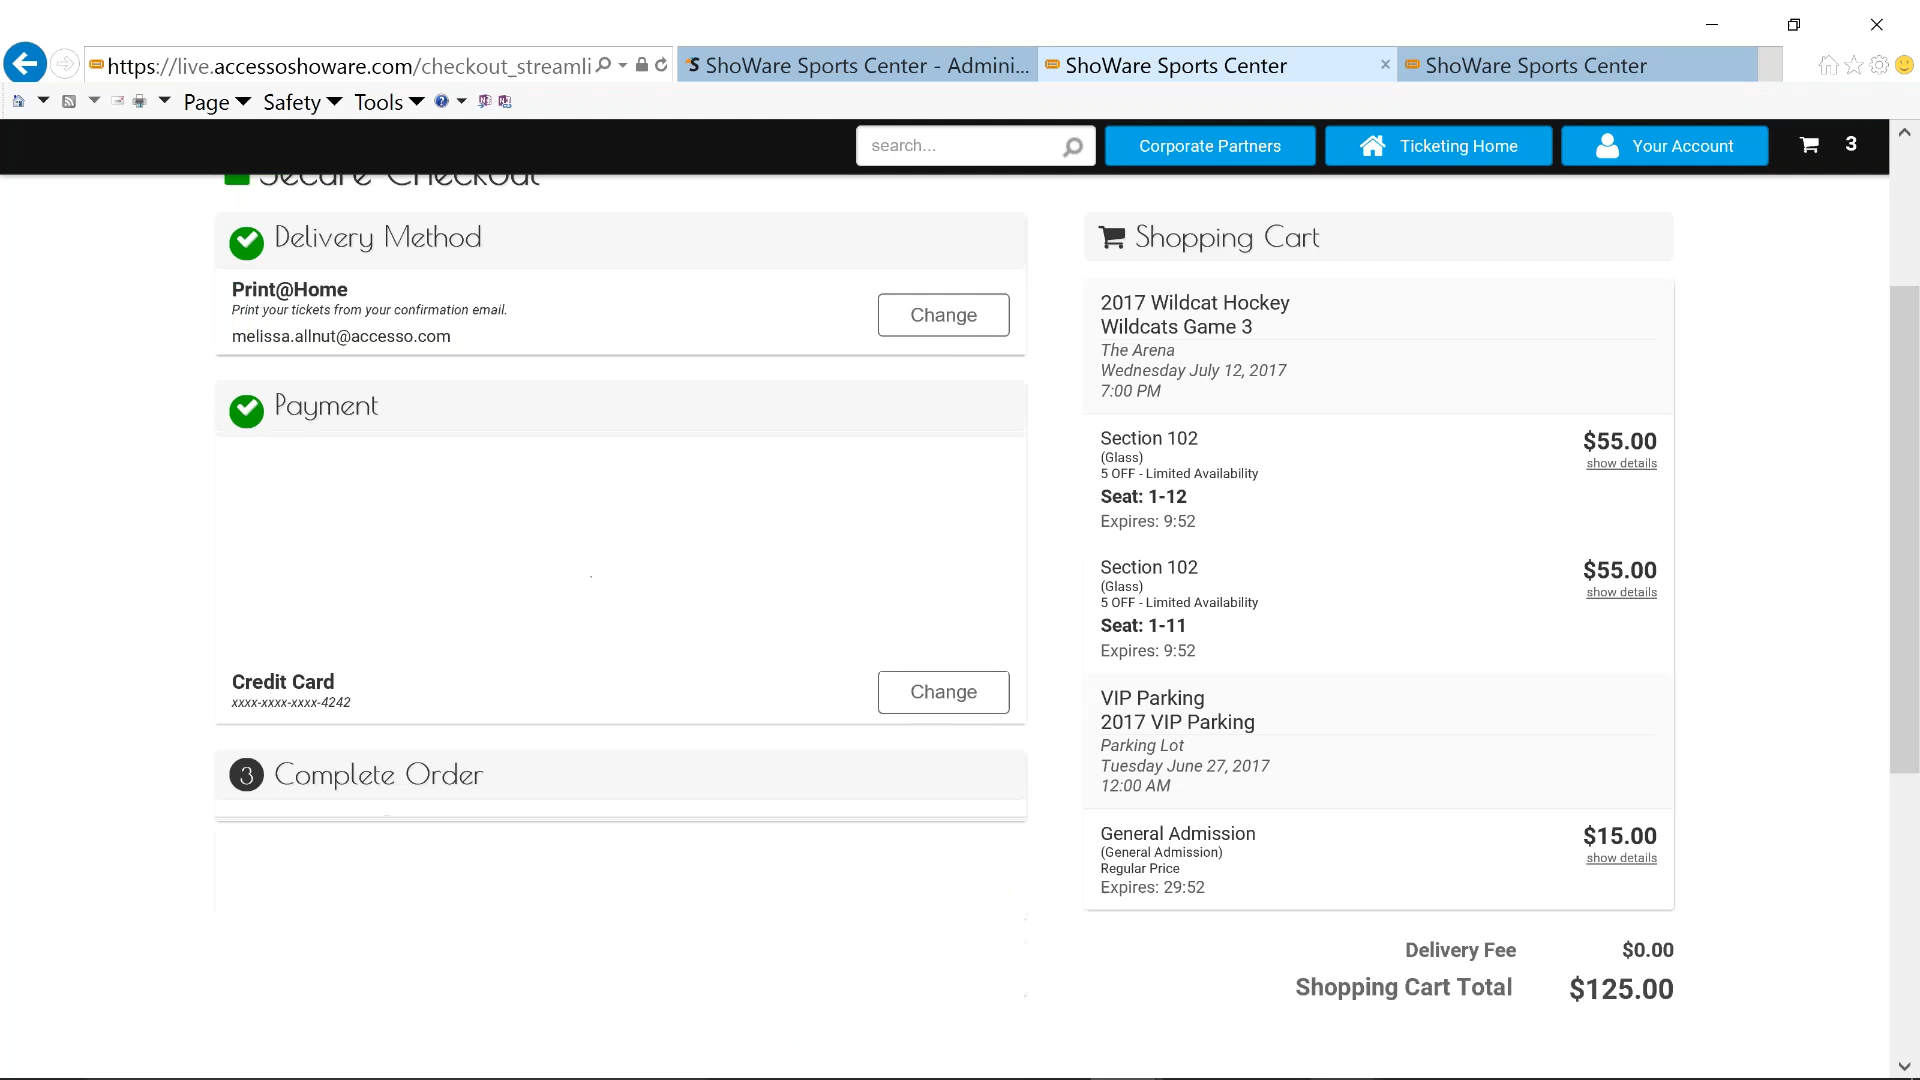 https://live.accessoshoware.com/checkout_streamli
ShoWare Sports Center - Admini...
ShoWare Sports Center
ShoWare Sports Center
Page
Safety
Tools
search...
Corporate Partners
Ticketing Home
Your Account
3
Secure Checkout
Delivery Method
Print@Home
Print your tickets from your confirmation email.
melissa.allnut@accesso.com
Change
Payment
Credit Card
xxxx-xxxx-xxxx-4242
Change
3 Complete Order
Shopping Cart
2017 Wildcat Hockey
Wildcats Game 3
The Arena
Wednesday July 12, 2017
7:00 PM
Section 102
$55.00
(Glass)
show details
5 OFF - Limited Availability
Seat: 1-12
Expires: 9:52
Section 102
$55.00
(Glass)
show details
5 OFF - Limited Availability
Seat: 1-11
Expires: 9:52
VIP Parking
2017 VIP Parking
Parking Lot
Tuesday June 27, 2017
12:00 AM
General Admission
$15.00
(General Admission)
show details
Regular Price
Expires: 29:52
Delivery Fee $0.00
Shopping Cart Total $125.00